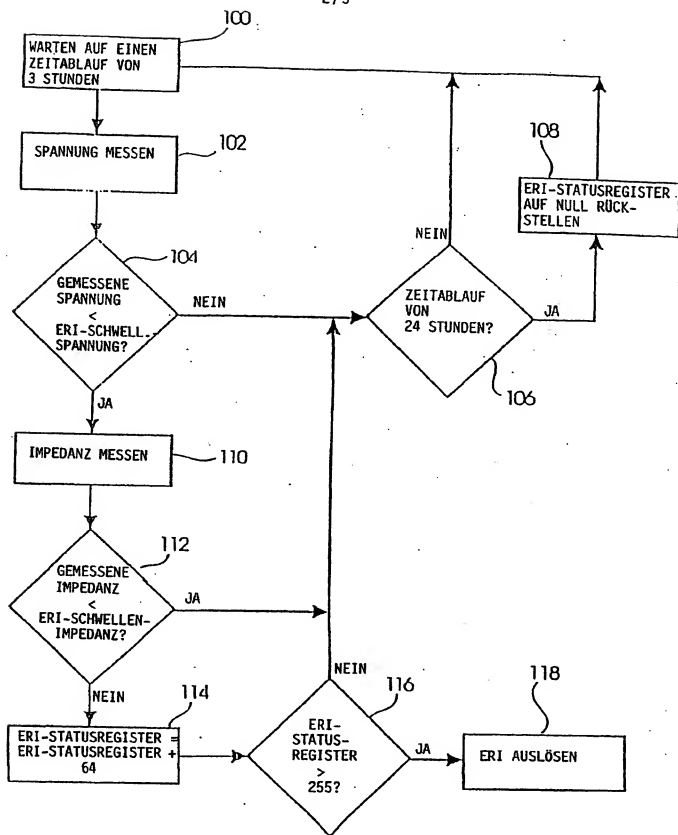 100
WARTEN AUF EINEN
ZEITABLAUF VON
3 STUNDEN
102
SPANNUNG MESSEN
108
ERI-STATUSREGISTER
AUF NULL RÜCK-
STELLEN
104
GEMESSENE
SPANNUNG
<
ERI-SCHWELL.
SPANNUNG?
NEIN
NEIN
ZEITABLAUF
VON
24 STUNDEN?
JA
106
JA
IMPEDANZ MESSEN
110
112
GEMESSENE
IMPEDANZ
<
ERI-SCHWELLEN-
IMPEDANZ?
JA
NEIN
114
ERI-STATUSREGISTER =
ERI-STATUSREGISTER +
64
NEIN
116
ERI-
STATUS-
REGISTER
>
255?
JA
118
ERI AUSLÖSEN